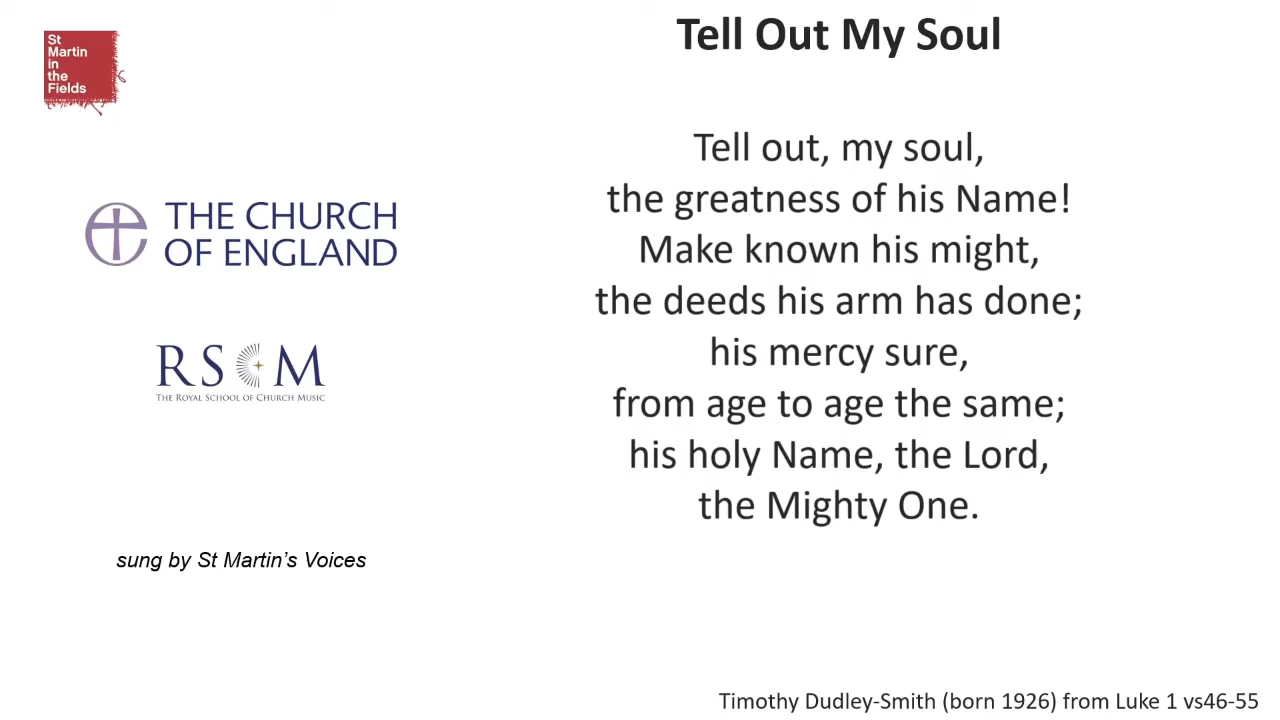 St
Martin
in
the
Fields
THE CHURCH
OF ENGLAND
RSCM
THE ROYAL SCHOOL OF CHURCH MUSIC
sung by St Martin’s Voices
Tell Out My Soul
Tell out, my soul,
the greatness of his Name!
Make known his might,
the deeds his arm has done;
his mercy sure,
from age to age the same;
his holy Name, the Lord,
the Mighty One.
Timothy Dudley-Smith (born 1926) from Luke 1 vs46-55